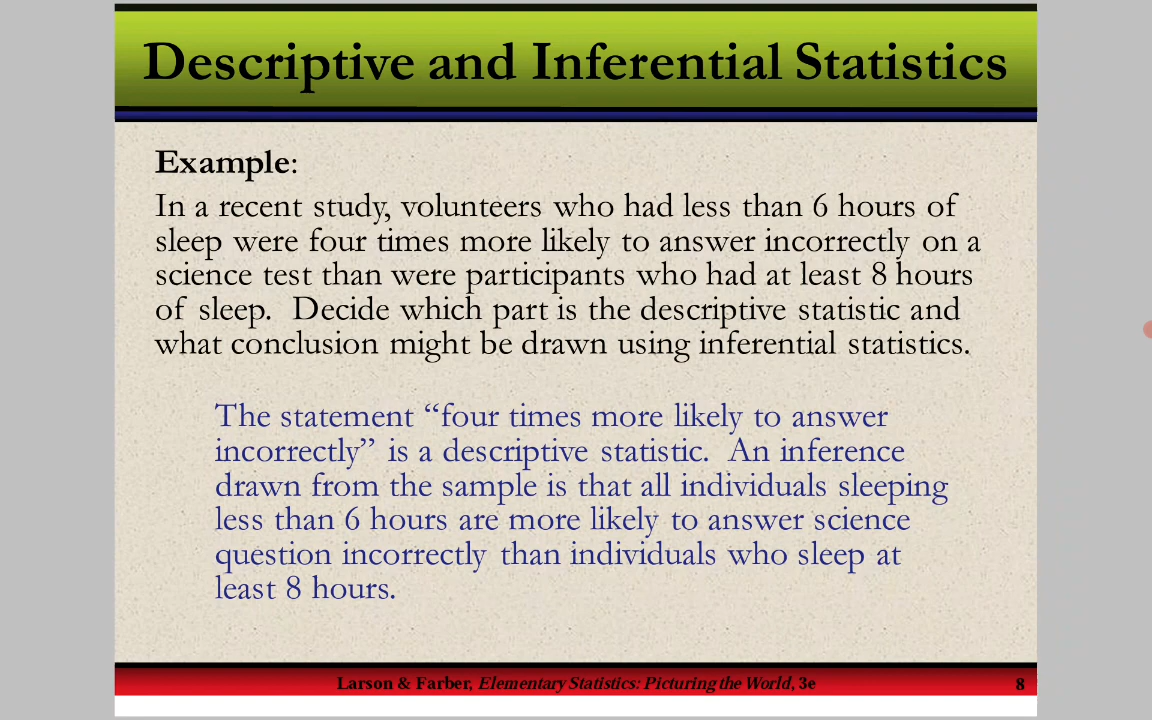 Descriptive and Inferential Statistics
Example:
In a recent study, volunteers who had less than 6 hours of
sleep were four times more likely to answer incorrectly on a
science test than were participants who had at least 8 hours
of sleep. Decide which part is the descriptive statistic and
what conclusion might be drawn using inferential statistics.
The statement “four times more likely to answer
incorrectly” is a descriptive statistic. An inference
drawn from the sample is that all individuals sleeping
less than 6 hours are more likely to answer science
question incorrectly than individuals who sleep at
least 8 hours.
Larson & Farber, Elementary Statistics: Picturing the World, 3e
8